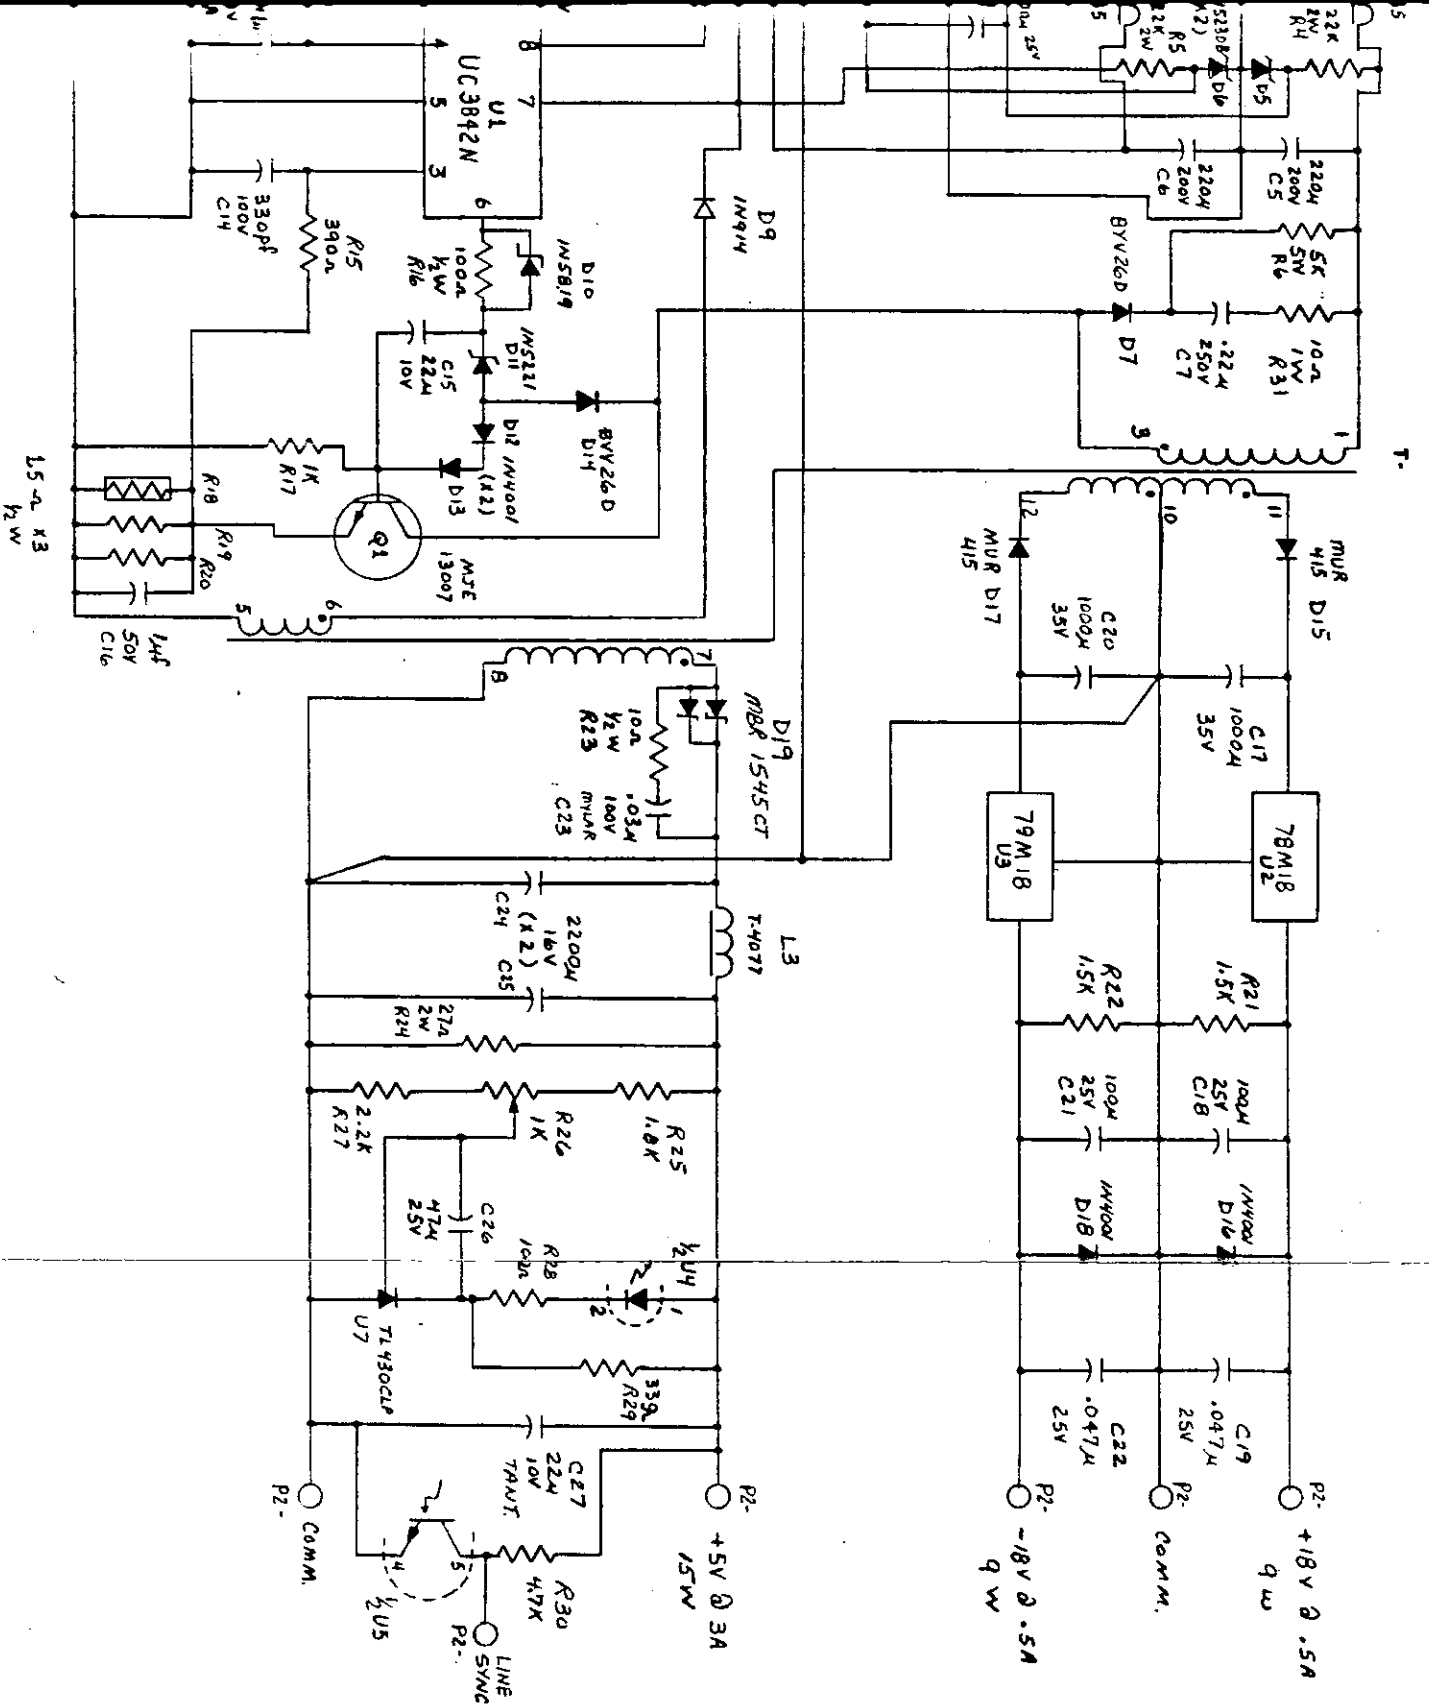 22K
2W
R4
D5
R5
2W
D6
220µ
200V
C5
220µ
200V
C6
5K
5W
R6
10Ω
1W
R31
.22µ
250V
C7
BYV26D
D7
1
3
T-
D9
1N914
U1
UC3842N
4
5
3
8
7
6
330pf
100V
C14
R15
390Ω
100Ω
½W
R16
D10
1N5819
1N5221
D11
C15
22µ
10V
D12 1N4001
(X2)
D13
BYV26D
D14
1K
R17
Q1
MJE
13007
R18
R19
R20
1.5Ω X3
½W
1µf
50V
C16
5
6
11
10
12
MUR
415 D15
MUR D17
415
C20
1000µ
35V
C17
1000µ
35V
78M18
U2
79M18
U3
R21
1.5K
R22
1.5K
100µ
25V
C18
100µ
25V
C21
1N4001
D16
1N4001
D18
C19
.047µ
25V
C22
.047µ
25V
P2-
+18V @ .5A
9W
P2-
COMM.
P2-
-18V @ .5A
9W
7
8
D19
MBR 1545CT
10Ω
½W
R23
.03µ
100V
MYLAR
C23
L3
T-4077
2200µ
16V
(X2)
C24
C25
27Ω
2W
R24
R25
1.8K
R26
1K
2.2K
R27
C26
47µ
25V
½U4
1
2
R28
TL430CLP
U7
33Ω
R29
C27
22µ
10V
TANT.
R30
4.7K
4
5
½U5
P2-
+5V @ 3A
15W
P2-
LINE
SYNC
P2-
COMM.